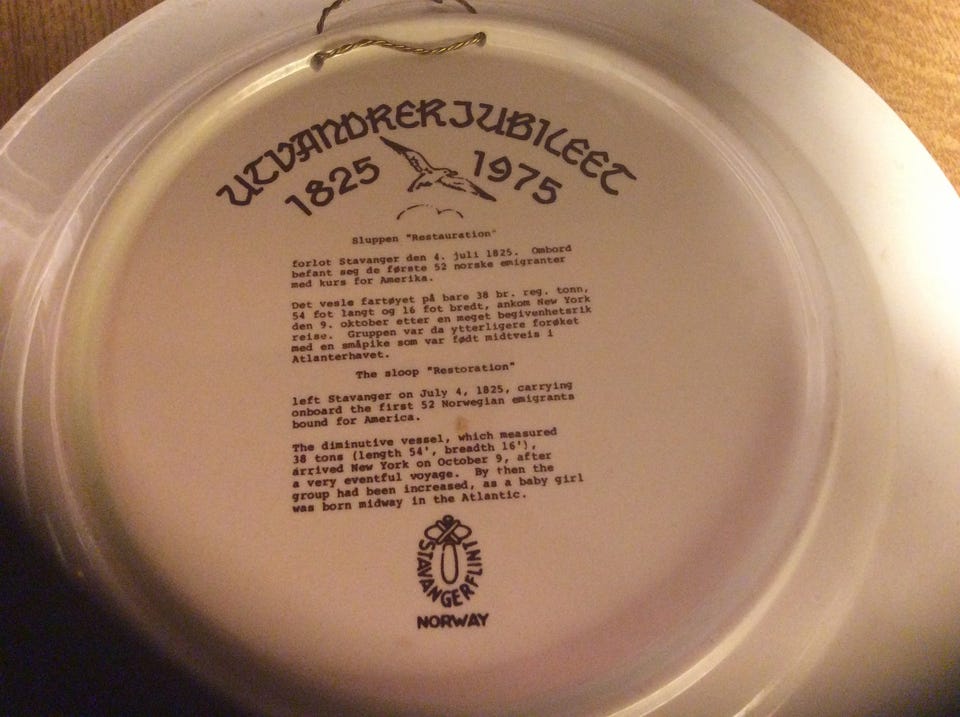 UTVANDRERJUBILEET
1825 1975
Sluppen "Restauration"
forlot Stavanger den 4. juli 1825. Ombord
befant seg de første 52 norske emigranter
med kurs for Amerika.
Det vesle fartøyet på bare 38 br. reg. tonn,
54 fot langt og 16 fot bredt, ankom New York
den 9. oktober etter en meget begivenhetsrik
reise. Gruppen var da ytterligere forøket
med en småpike som var født midtveis i
Atlanterhavet.
The sloop "Restoration"
left Stavanger on July 4, 1825, carrying
onboard the first 52 Norwegian emigrants
bound for America.
The diminutive vessel, which measured
38 tons (length 54', breadth 16'),
arrived New York on October 9, after
a very eventful voyage. By then the
group had been increased, as a baby girl
was born midway in the Atlantic.
STAVANGERFLINT
NORWAY